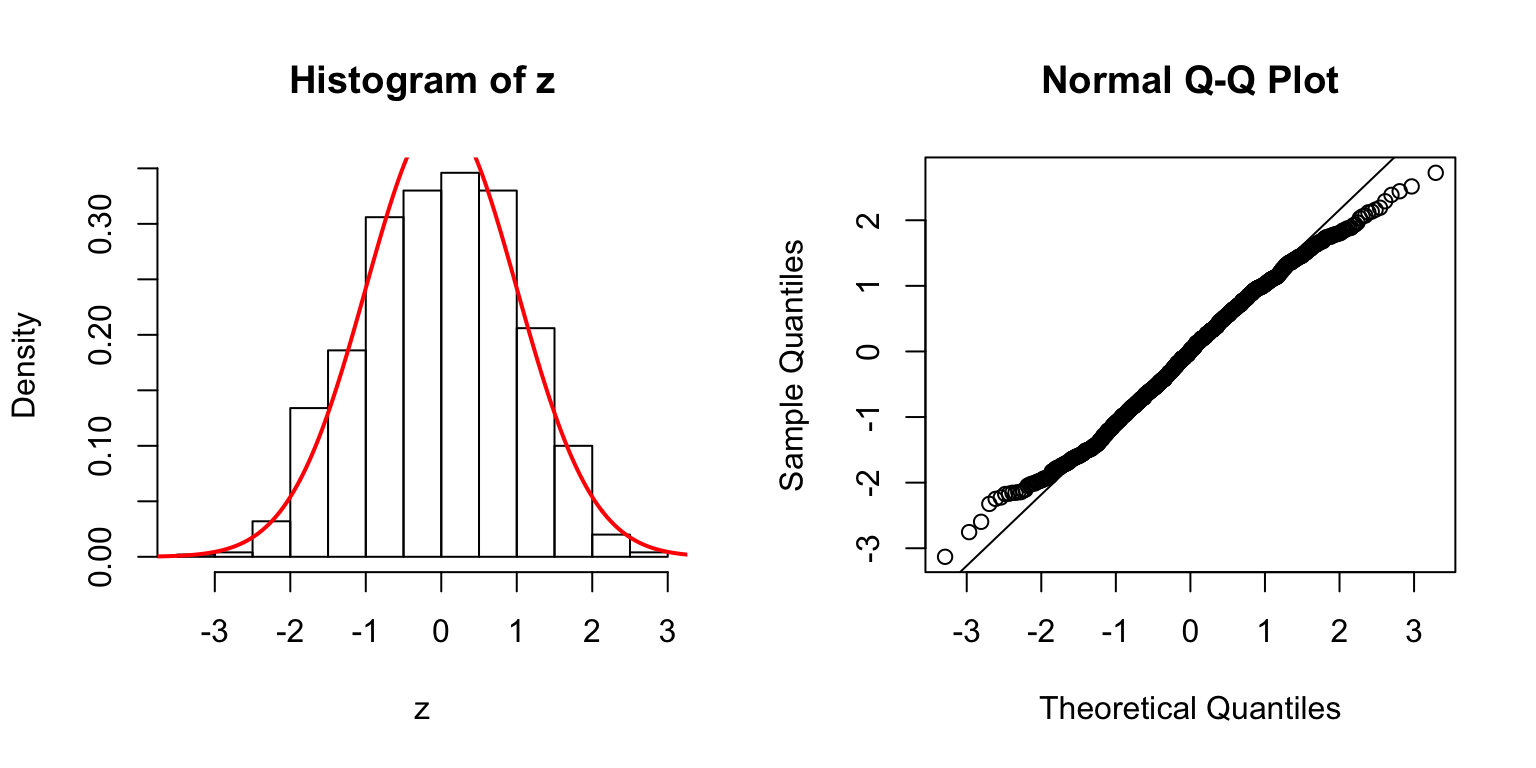 Histogram of z
Density
0.00 0.10 0.20 0.30
-3 -2 -1 0 1 2 3
z
Normal Q-Q Plot
Sample Quantiles
-3 -2 -1 0 1 2
-3 -2 -1 0 1 2 3
Theoretical Quantiles